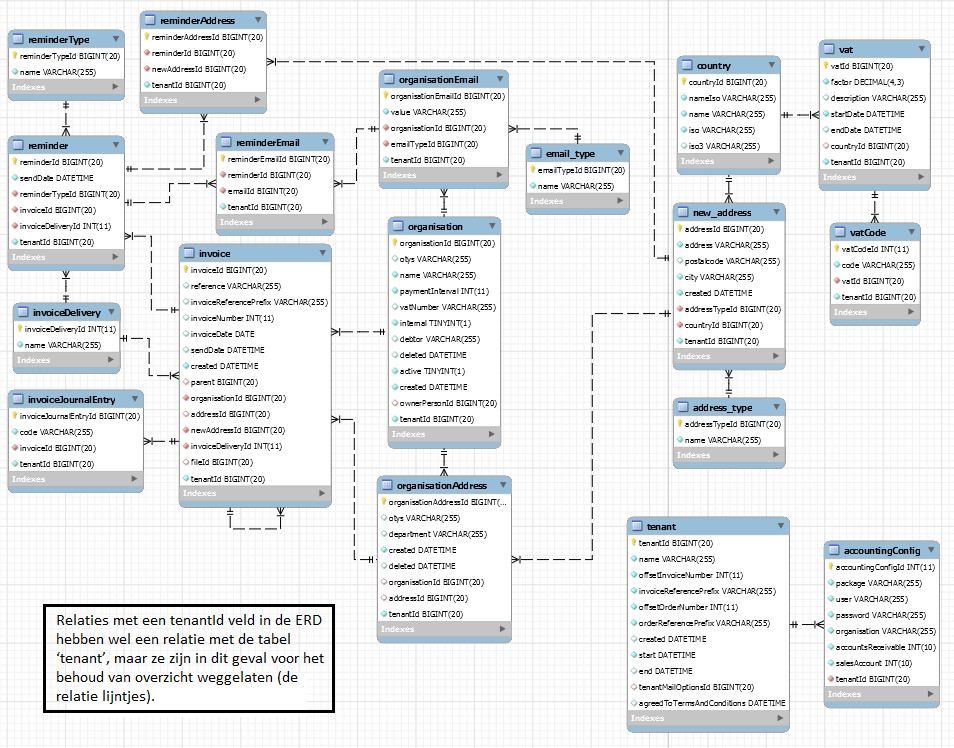 reminderType
reminderTypeId BIGINT(20)
name VARCHAR(255)
Indexes
reminderAddress
reminderAddressId BIGINT(20)
reminderId BIGINT(20)
newAddressId BIGINT(20)
tenantId BIGINT(20)
Indexes
reminder
reminderId BIGINT(20)
sendDate DATETIME
reminderTypeId BIGINT(20)
invoiceId BIGINT(20)
invoiceDeliveryId INT(11)
tenantId BIGINT(20)
Indexes
reminderEmail
reminderEmailId BIGINT(20)
reminderId BIGINT(20)
emailId BIGINT(20)
tenantId BIGINT(20)
Indexes
organisationEmail
organisationEmailId BIGINT(20)
value VARCHAR(255)
organisationId BIGINT(20)
emailTypeId BIGINT(20)
tenantId BIGINT(20)
Indexes
email_type
emailTypeId BIGINT(20)
name VARCHAR(255)
Indexes
country
countryId BIGINT(20)
nameIso VARCHAR(255)
name VARCHAR(255)
iso VARCHAR(255)
iso3 VARCHAR(255)
Indexes
vat
vatId BIGINT(20)
factor DECIMAL(4,3)
description VARCHAR(255)
startDate DATETIME
endDate DATETIME
countryId BIGINT(20)
tenantId BIGINT(20)
Indexes
vatCode
vatCodeId INT(11)
code VARCHAR(255)
vatId BIGINT(20)
tenantId BIGINT(20)
Indexes
new_address
addressId BIGINT(20)
address VARCHAR(255)
postalcode VARCHAR(255)
city VARCHAR(255)
created DATETIME
addressTypeId BIGINT(20)
countryId BIGINT(20)
tenantId BIGINT(20)
Indexes
address_type
addressTypeId BIGINT(20)
name VARCHAR(255)
Indexes
invoiceDelivery
invoiceDeliveryId INT(11)
name VARCHAR(255)
Indexes
invoiceJournalEntry
invoiceJournalEntryId BIGINT(20)
code VARCHAR(255)
invoiceId BIGINT(20)
tenantId BIGINT(20)
Indexes
invoice
invoiceId BIGINT(20)
reference VARCHAR(255)
invoiceReferencePrefix VARCHAR(255)
invoiceNumber INT(11)
invoiceDate DATE
sendDate DATETIME
created DATETIME
parent BIGINT(20)
organisationId BIGINT(20)
addressId BIGINT(20)
newAddressId BIGINT(20)
invoiceDeliveryId INT(11)
fileId BIGINT(20)
tenantId BIGINT(20)
Indexes
organisation
organisationId BIGINT(20)
otys VARCHAR(255)
name VARCHAR(255)
paymentInterval INT(11)
vatNumber VARCHAR(255)
internal TINYINT(1)
debtor VARCHAR(255)
deleted DATETIME
active TINYINT(1)
created DATETIME
ownerPersonId BIGINT(20)
tenantId BIGINT(20)
Indexes
organisationAddress
organisationAddressId BIGINT(...
otys VARCHAR(255)
department VARCHAR(255)
created DATETIME
deleted DATETIME
organisationId BIGINT(20)
addressId BIGINT(20)
tenantId BIGINT(20)
Indexes
tenant
tenantId BIGINT(20)
name VARCHAR(255)
offsetInvoiceNumber INT(11)
invoiceReferencePrefix VARCHAR(255)
offsetOrderNumber INT(11)
orderReferencePrefix VARCHAR(255)
created DATETIME
start DATETIME
end DATETIME
tenantMailOptionsId BIGINT(20)
agreedToTermsAndConditions DATETIME
Indexes
accountingConfig
accountingConfigId INT(11)
package VARCHAR(255)
user VARCHAR(255)
password VARCHAR(255)
organisation VARCHAR(255)
accountsReceivable INT(10)
salesAccount INT(10)
tenantId BIGINT(20)
Indexes
Relaties met een tenantId veld in de ERD
hebben wel een relatie met de tabel
‘tenant’, maar ze zijn in dit geval voor het
behoud van overzicht weggelaten (de
relatie lijntjes).